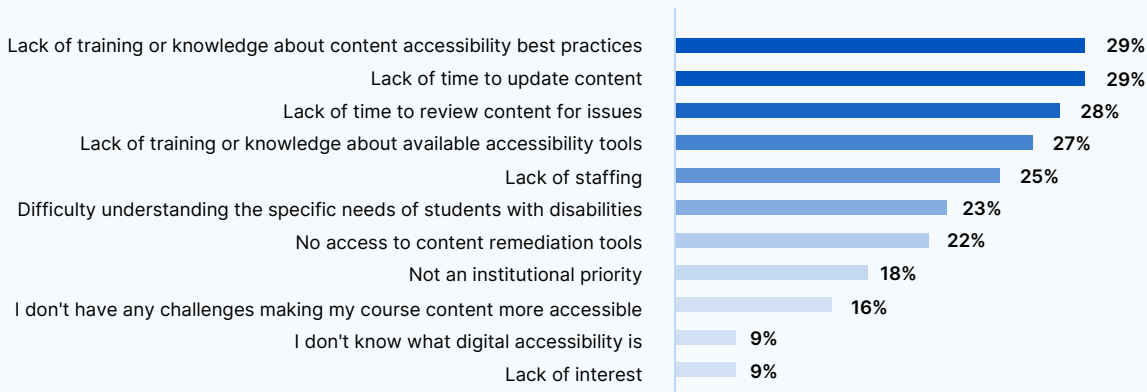 Lack of training or knowledge about content accessibility best practices 29%
Lack of time to update content 29%
Lack of time to review content for issues 28%
Lack of training or knowledge about available accessibility tools 27%
Lack of staffing 25%
Difficulty understanding the specific needs of students with disabilities 23%
No access to content remediation tools 22%
Not an institutional priority 18%
I don't have any challenges making my course content more accessible 16%
I don't know what digital accessibility is 9%
Lack of interest 9%